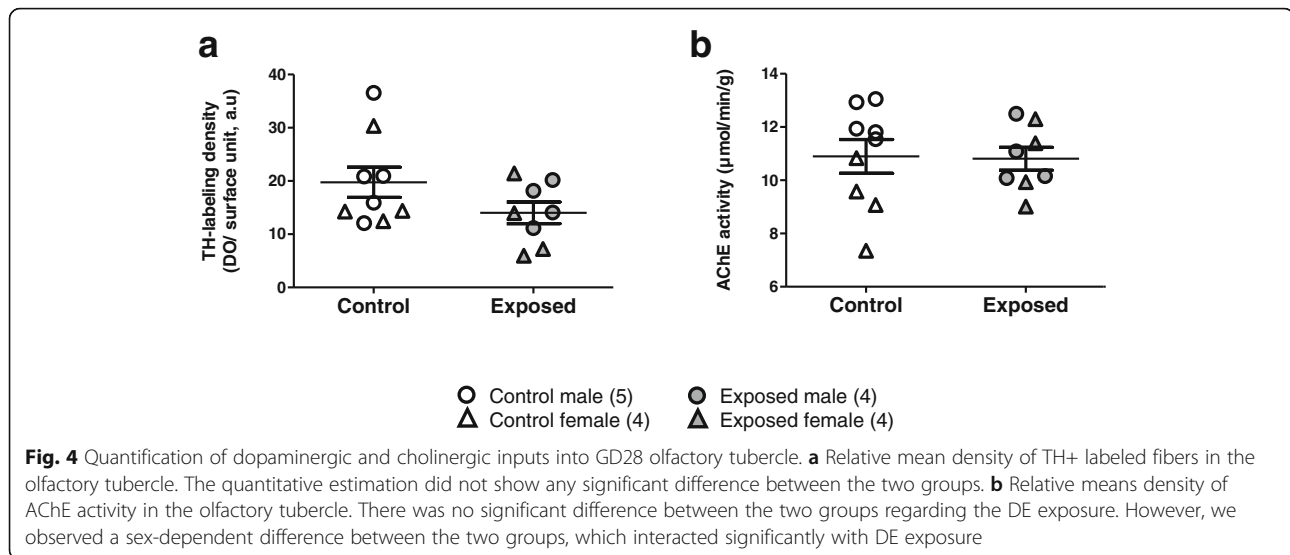 a
b
40
30
20
10
0
TH-labeling density
(DO/ surface unit, a.u)
Control
Exposed
14
12
10
8
6
AChE activity (µmol/min/g)
Control
Exposed
Control male (5)
Exposed male (4)
Control female (4)
Exposed female (4)
Fig. 4 Quantification of dopaminergic and cholinergic inputs into GD28 olfactory tubercle. a Relative mean density of TH+ labeled fibers in the
olfactory tubercle. The quantitative estimation did not show any significant difference between the two groups. b Relative means density of
AChE activity in the olfactory tubercle. There was no significant difference between the two groups regarding the DE exposure. However, we
observed a sex-dependent difference between the two groups, which interacted significantly with DE exposure